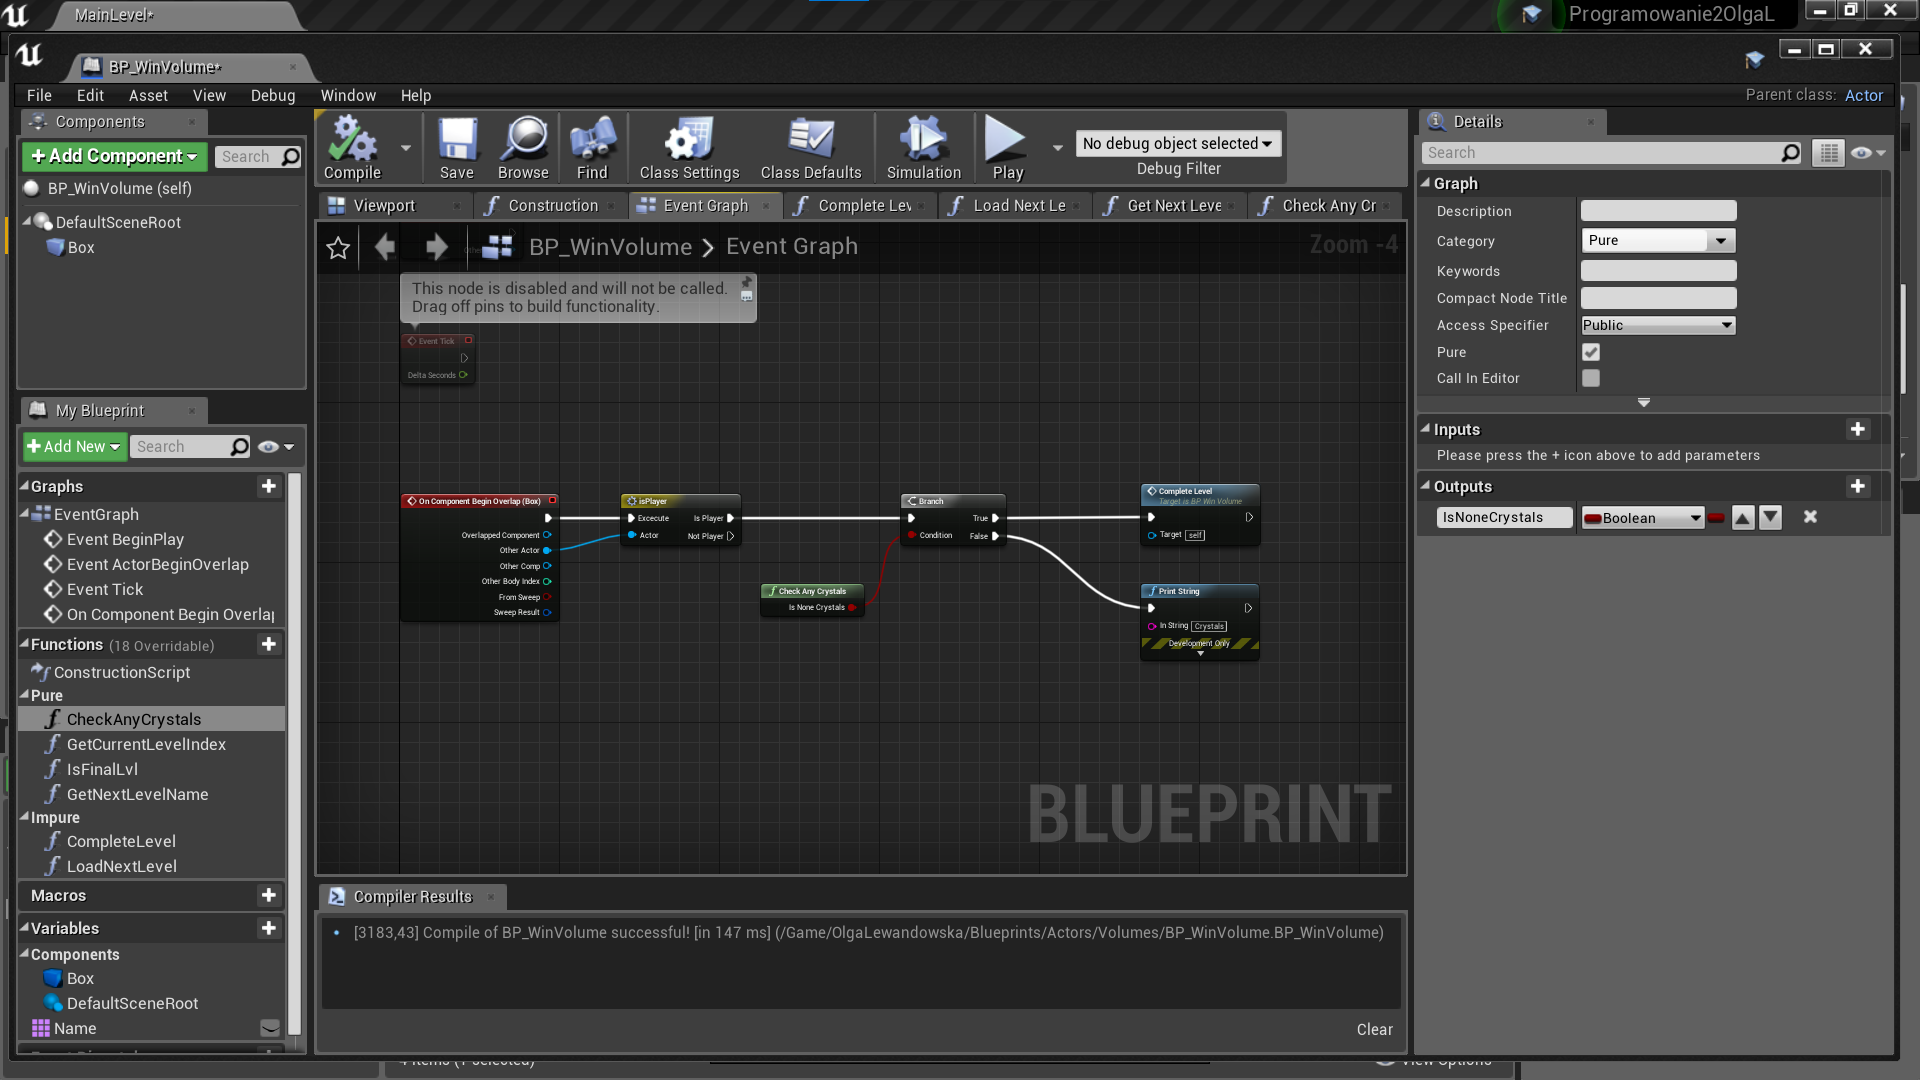 MainLevel*
Programowanie2OlgaL
BP_WinVolume*
File Edit Asset View Debug Window Help
Parent class: Actor
Components
Add Component
Search
BP_WinVolume (self)
DefaultSceneRoot
Box
Compile
Save
Browse
Find
Class Settings
Class Defaults
Simulation
Play
No debug object selected
Debug Filter
Viewport
Construction
Event Graph
Complete Lev
Load Next Le
Get Next Leve
Check Any Cr
BP_WinVolume > Event Graph
Zoom -4
This node is disabled and will not be called.
Drag off pins to build functionality.
Event Tick
Delta Seconds
On Component Begin Overlap (Box)
Overlapped Component
Other Actor
Other Comp
Other Body Index
From Sweep
Sweep Result
isPlayer
Excecute
Is Player
Actor
Not Player
Check Any Crystals
Is None Crystals
Branch
True
Condition
False
Complete Level
Target is BP Win Volume
Target self
Print String
In String Crystals
Development Only
BLUEPRINT
My Blueprint
Add New
Search
Graphs
EventGraph
Event BeginPlay
Event ActorBeginOverlap
Event Tick
On Component Begin Overlap
Functions (18 Overridable)
ConstructionScript
Pure
CheckAnyCrystals
GetCurrentLevelIndex
IsFinalLvl
GetNextLevelName
Impure
CompleteLevel
LoadNextLevel
Macros
Variables
Components
Box
DefaultSceneRoot
Name
Compiler Results
[3183,43] Compile of BP_WinVolume successful! [in 147 ms] (/Game/OlgaLewandowska/Blueprints/Actors/Volumes/BP_WinVolume.BP_WinVolume)
Clear
Details
Search
Graph
Description
Category Pure
Keywords
Compact Node Title
Access Specifier Public
Pure
Call In Editor
Inputs
Please press the + icon above to add parameters
Outputs
IsNoneCrystals Boolean
View Options